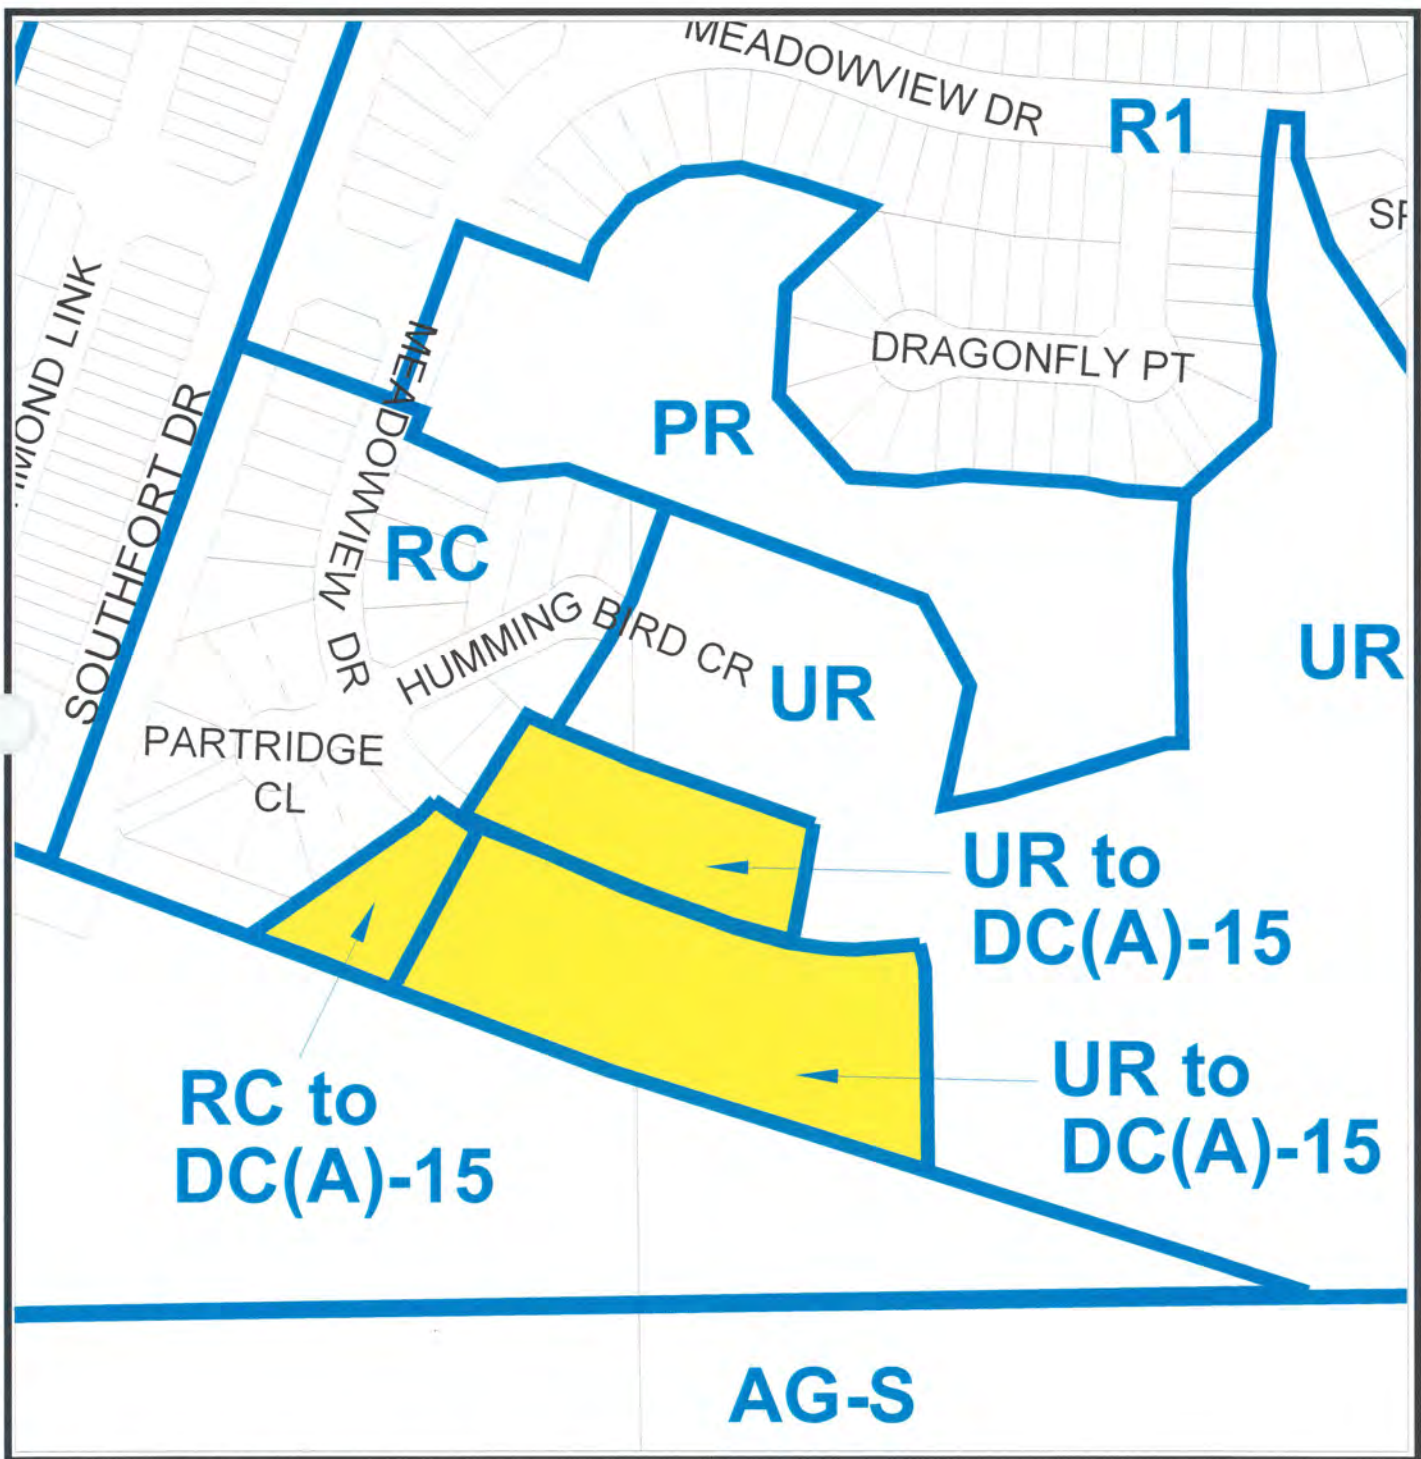 MEADOWVIEW DR
R1
SOUTHFORT DR
MEADOWVIEW DR
DRAGONFLY PT
PR
RC
HUMMING BIRD CR
UR
UR
PARTRIDGE
CL
UR to
DC(A)-15
RC to
DC(A)-15
UR to
DC(A)-15
AG-S